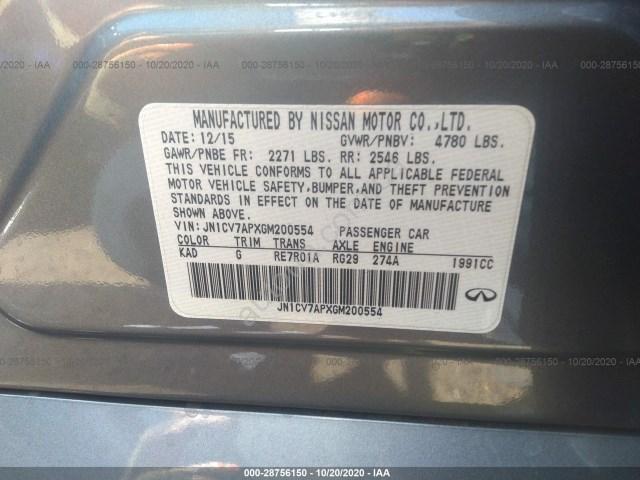 000-28756150 - 10/20/2020 - IAA
MANUFACTURED BY NISSAN MOTOR CO.,LTD.
DATE: 12/15 GVWR/PNBV: 4780 LBS.
GAWR/PNBE FR: 2271 LBS. RR: 2546 LBS.
THIS VEHICLE CONFORMS TO ALL APPLICABLE FEDERAL
MOTOR VEHICLE SAFETY,BUMPER,AND THEFT PREVENTION
STANDARDS IN EFFECT ON THE DATE OF MANUFACTURE
SHOWN ABOVE.
VIN: JN1CV7APXGM200554 PASSENGER CAR
COLOR TRIM TRANS AXLE ENGINE
KAD G RE7R01A RG29 274A 1991CC
JN1CV7APXGM200554
INFINITI
000-28756150 - 10/20/2020 - IAA